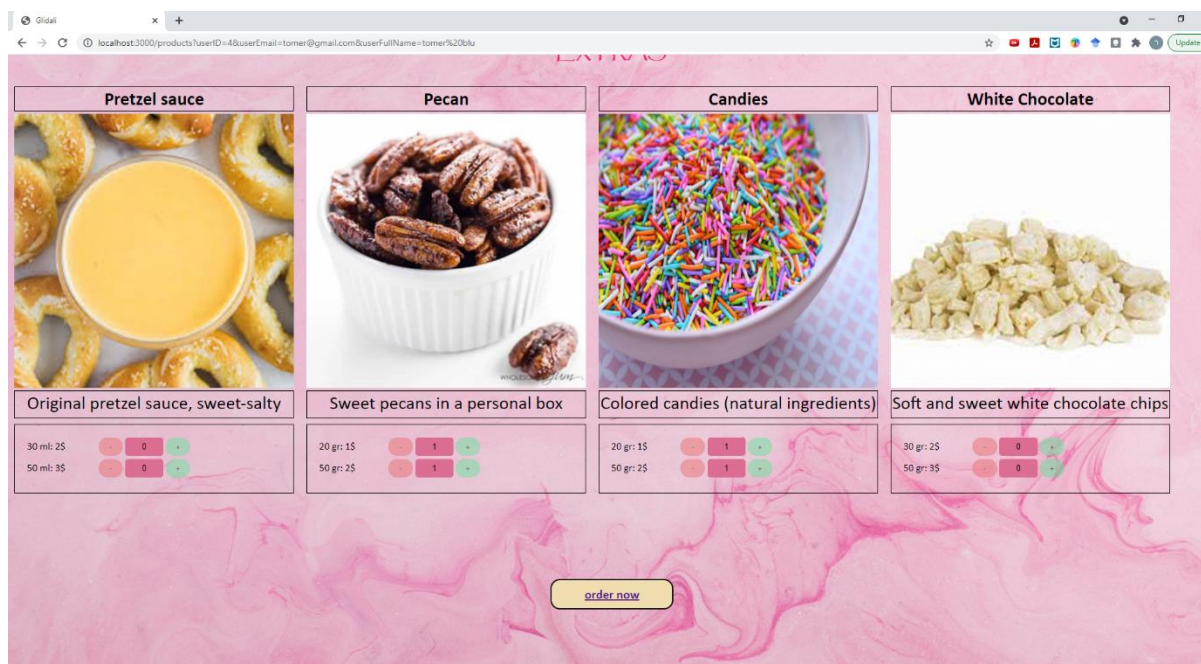 Glidali
localhost:3000/products?userID=4&userEmail=tomer@gmail.com&userFullName=tomer%20blu
Update
EXTRAS
Pretzel sauce
Pecan
Candies
White Chocolate
Original pretzel sauce, sweet-salty
Sweet pecans in a personal box
Colored candies (natural ingredients)
Soft and sweet white chocolate chips
30 ml: 2$ - 0 +
50 ml: 3$ - 0 +
20 gr: 1$ - 1 +
50 gr: 2$ - 1 +
20 gr: 1$ - 1 +
50 gr: 2$ - 1 +
30 gr: 2$ - 0 +
50 gr: 3$ - 0 +
order now